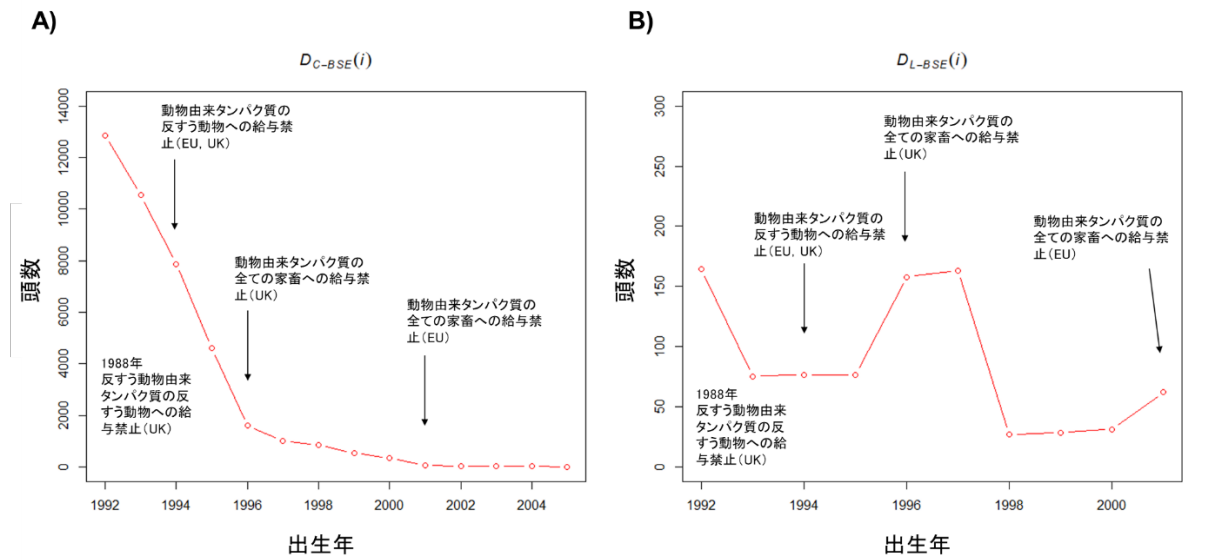 A)
D_{C-BSE}(i)
頭数
14000
12000
10000
8000
6000
4000
2000
0
動物由来タンパク質の
反すう動物への給与禁
止(EU, UK)
動物由来タンパク質の
全ての家畜への給与禁
止(UK)
動物由来タンパク質の
全ての家畜への給与禁
止(EU)
1988年
反すう動物由来
タンパク質の反
すう動物への給
与禁止(UK)
1992 1994 1996 1998 2000 2002 2004
出生年
B)
D_{L-BSE}(i)
頭数
300
250
200
150
100
50
0
動物由来タンパク質の
全ての家畜への給与禁
止(UK)
動物由来タンパク質の
反すう動物への給与禁
止(EU, UK)
動物由来タンパク質の
全ての家畜への給与禁
止(EU)
1988年
反すう動物由来
タンパク質の反
すう動物への給
与禁止(UK)
1992 1994 1996 1998 2000
出生年